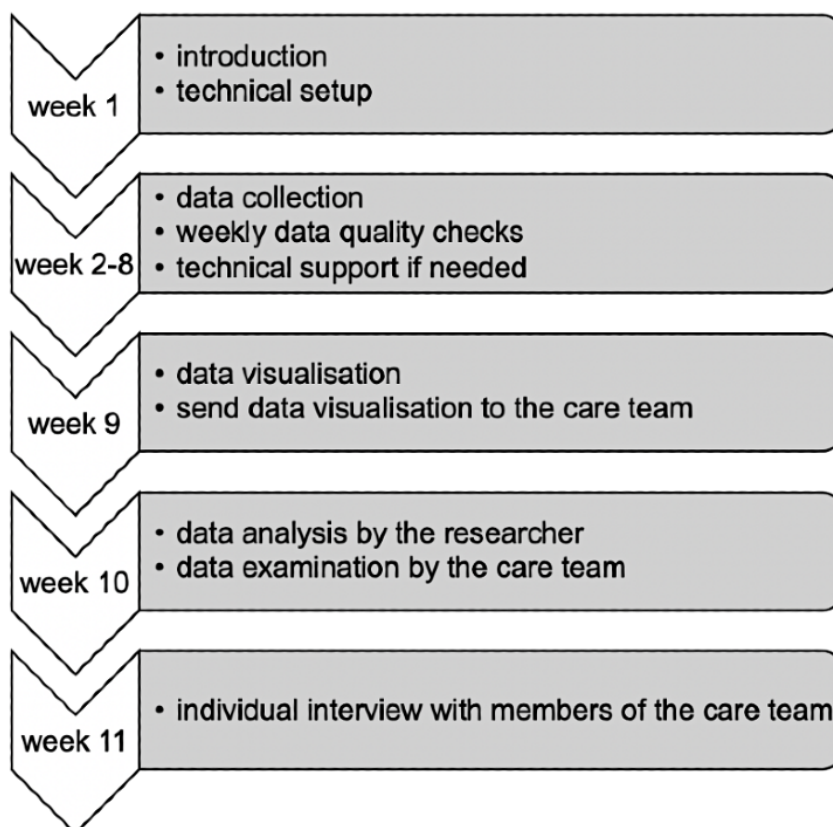 week 1
• introduction
• technical setup
week 2-8
• data collection
• weekly data quality checks
• technical support if needed
week 9
• data visualisation
• send data visualisation to the care team
week 10
• data analysis by the researcher
• data examination by the care team
week 11
• individual interview with members of the care team